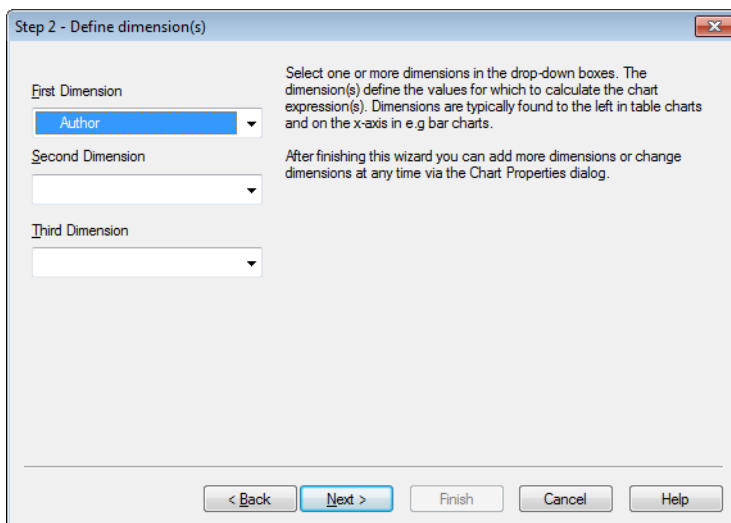 Step 2 - Define dimension(s)
First Dimension
Author
Second Dimension
Third Dimension
Select one or more dimensions in the drop-down boxes. The
dimension(s) define the values for which to calculate the chart
expression(s). Dimensions are typically found to the left in table charts
and on the x-axis in e.g bar charts.
After finishing this wizard you can add more dimensions or change
dimensions at any time via the Chart Properties dialog.
< Back
Next >
Finish
Cancel
Help